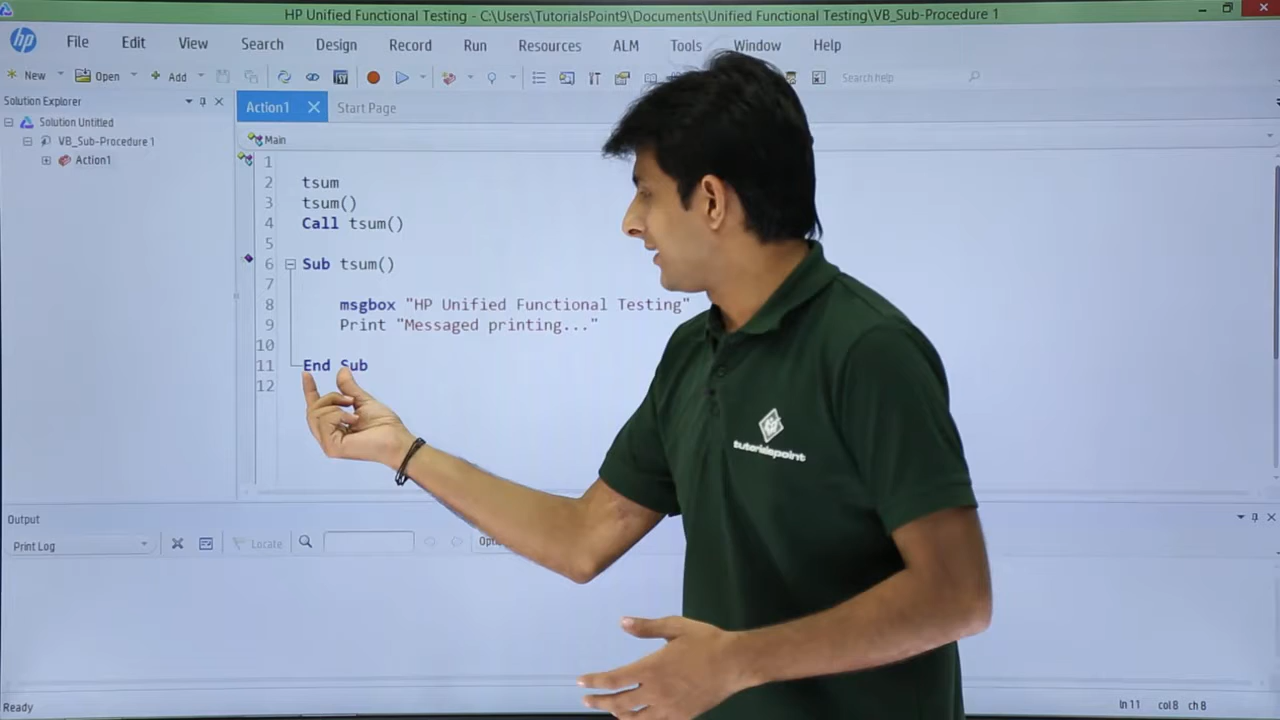 HP Unified Functional Testing - C:\Users\TutorialsPoint9\Documents\Unified Functional Testing\VB_Sub-Procedure 1
hp File Edit View Search Design Record Run Resources ALM Tools Window Help
New Open Add Search help
Solution Explorer
Action1 Start Page
Solution Untitled
VB_Sub-Procedure 1
Action1
Main
1
2 tsum
3 tsum()
4 Call tsum()
5
6 Sub tsum()
7
8 msgbox "HP Unified Functional Testing"
9 Print "Messaged printing..."
10
11 End Sub
12
tutorialspoint
Output
Print Log Locate
Ready Ln 11 col 8 ch 8